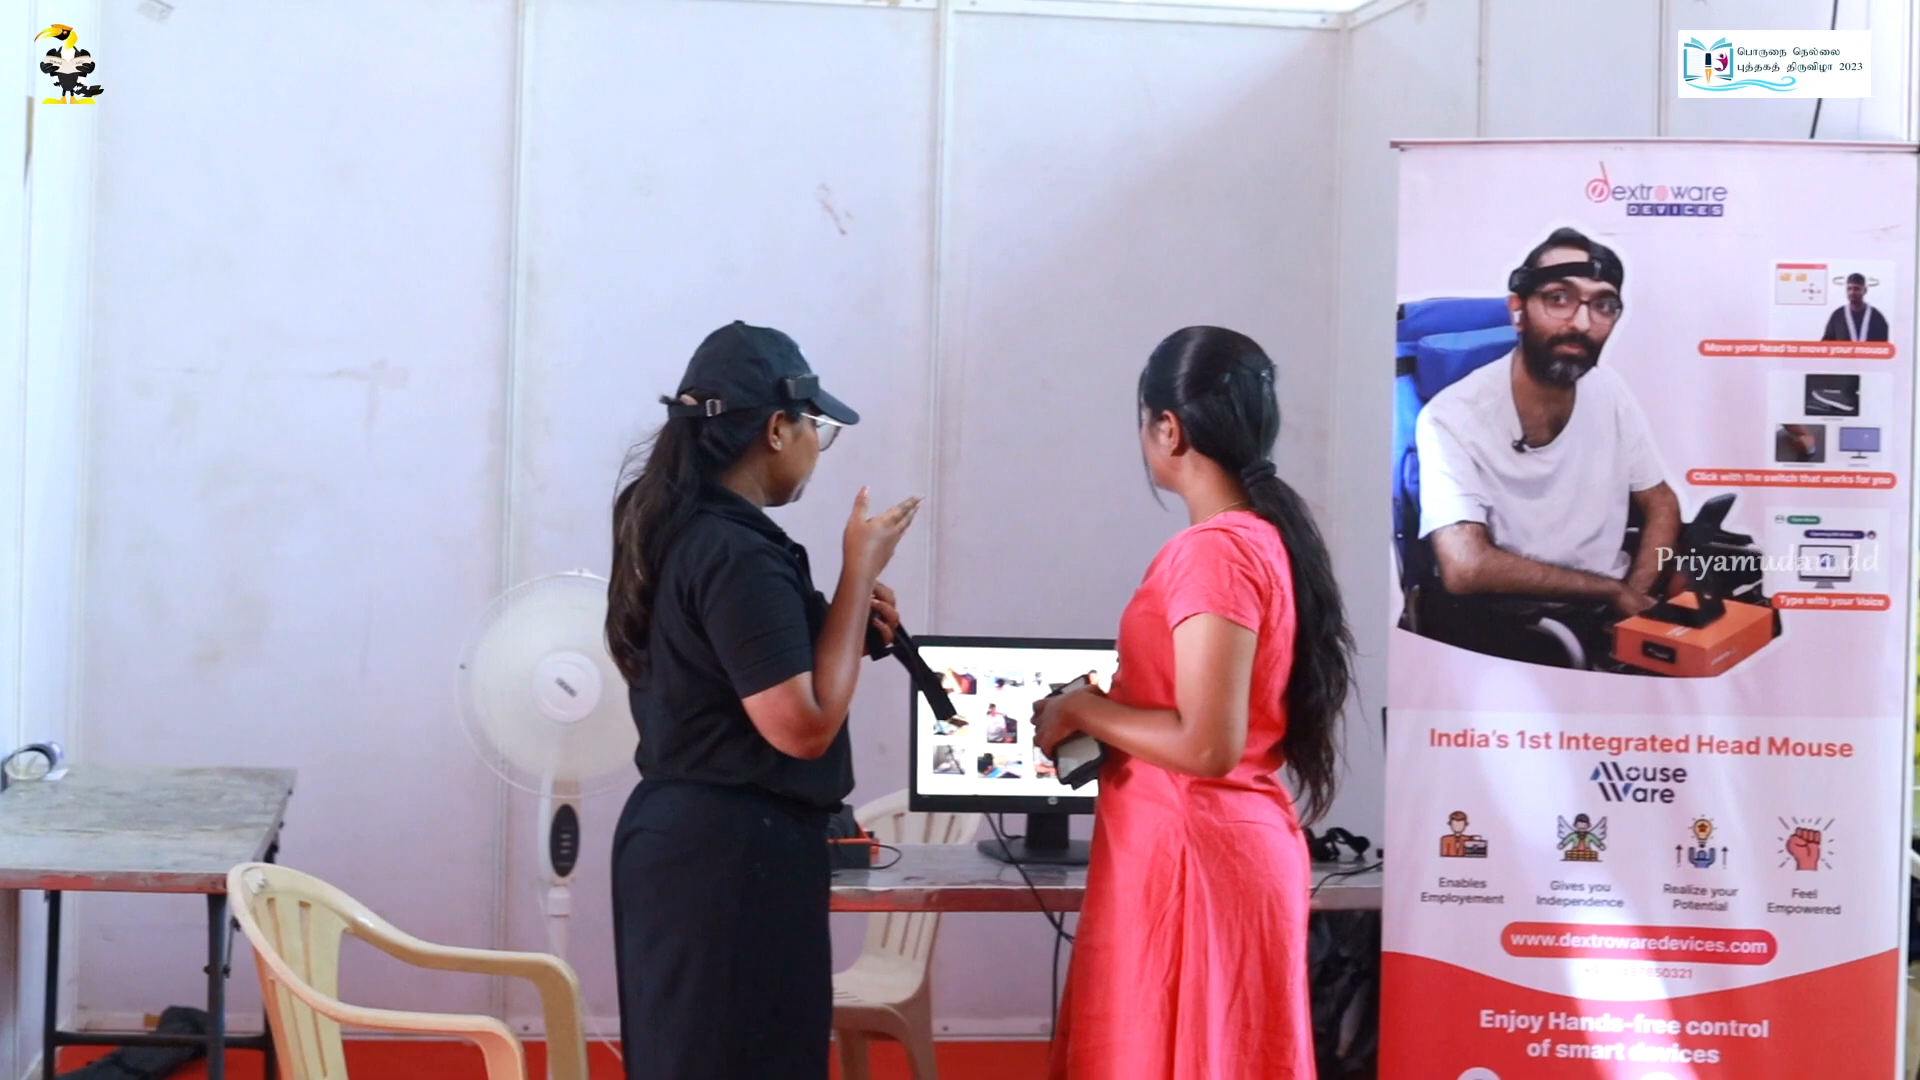 பொருநை நெல்லை
புத்தகத் திருவிழா 2023
dextroware
DEVICES
Move your head to move your mouse
Click with the switch that works for you
Priyamudan.dd
Type with your Voice
India's 1st Integrated Head Mouse
Mouse
Ware
Enables
Employement
Gives you
Independence
Realize your
Potential
Feel
Empowered
www.dextrowaredevices.com
Enjoy Hands-free control
of smart devices